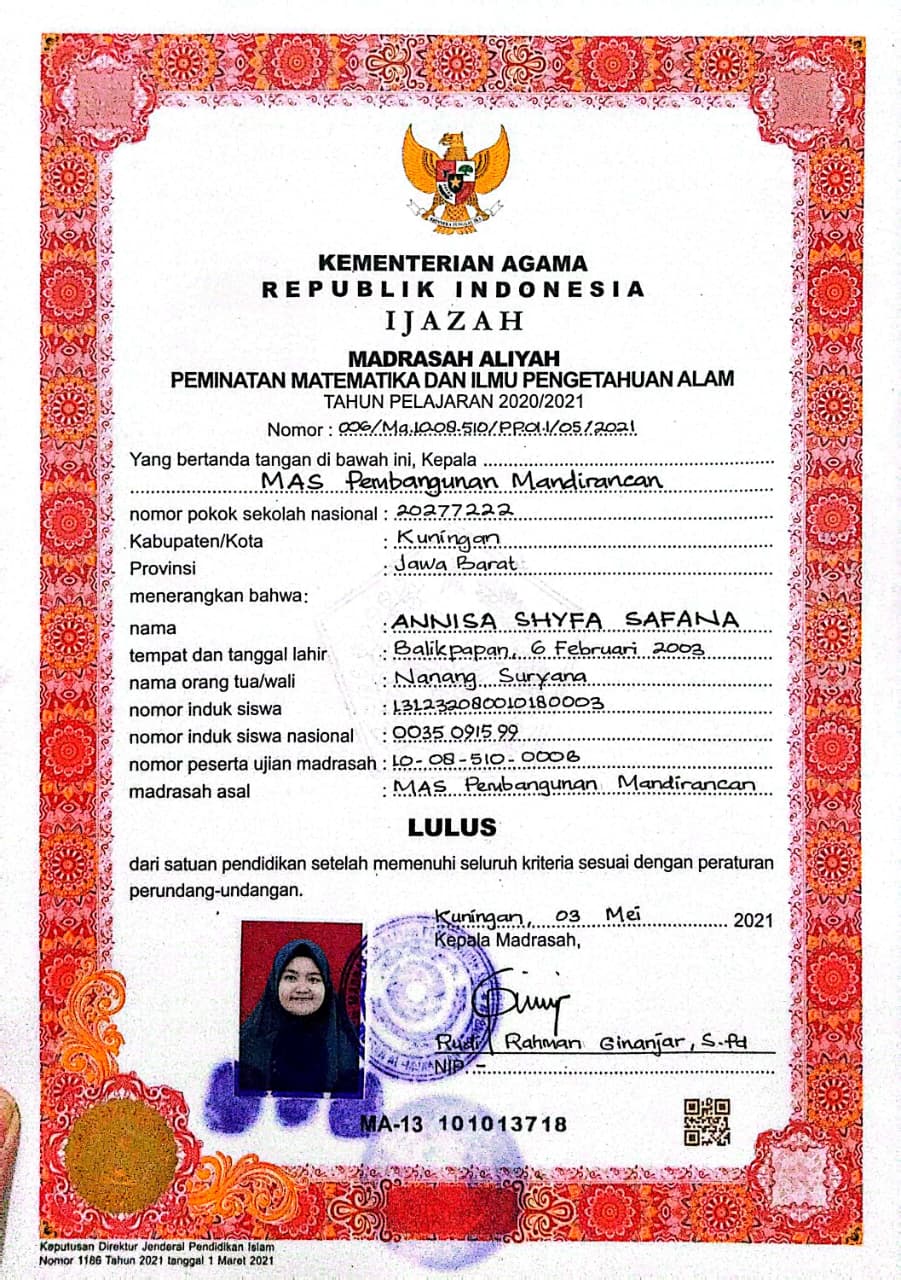 KEMENTERIAN AGAMA
REPUBLIK INDONESIA
IJAZAH
MADRASAH ALIYAH
PEMINATAN MATEMATIKA DAN ILMU PENGETAHUAN ALAM
TAHUN PELAJARAN 2020/2021
Nomor : 006/Ma.10.08.510/PP.01.1/05/2021
Yang bertanda tangan di bawah ini, Kepala
MAS Pembangunan Mandirancan
nomor pokok sekolah nasional : 20277222
Kabupaten/Kota : Kuningan
Provinsi : Jawa Barat
menerangkan bahwa:
nama : ANNISA SHYFA SAFANA
tempat dan tanggal lahir : Balikpapan, 6 Februari 2003
nama orang tua/wali : Nanang Suryana
nomor induk siswa : 131232080010180003
nomor induk siswa nasional : 0035 0915 99
nomor peserta ujian madrasah : 10-08-510-0006
madrasah asal : MAS Pembangunan Mandirancan
LULUS
dari satuan pendidikan setelah memenuhi seluruh kriteria sesuai dengan peraturan
perundang-undangan.
Kuningan, 03 Mei 2021
Kepala Madrasah,
Rudi Rahman Ginanjar, S.Pd
NIP. -
MA-13 101013718
Keputusan Direktur Jenderal Pendidikan Islam
Nomor 1186 Tahun 2021 tanggal 1 Maret 2021